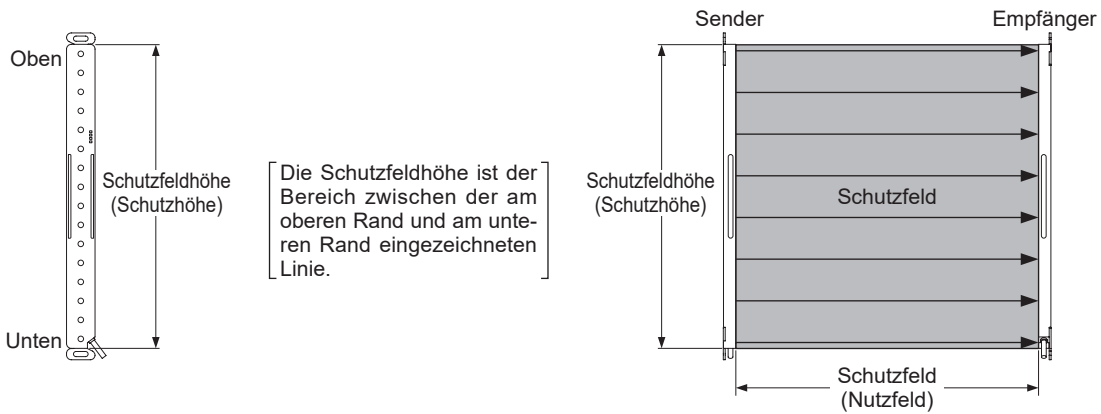 Oben
Unten
Schutzfeldhöhe
(Schutzhöhe)
Die Schutzfeldhöhe ist der
Bereich zwischen der am
oberen Rand und am unte-
ren Rand eingezeichneten
Linie.
Sender
Empfänger
Schutzfeldhöhe
(Schutzhöhe)
Schutzfeld
Schutzfeld
(Nutzfeld)